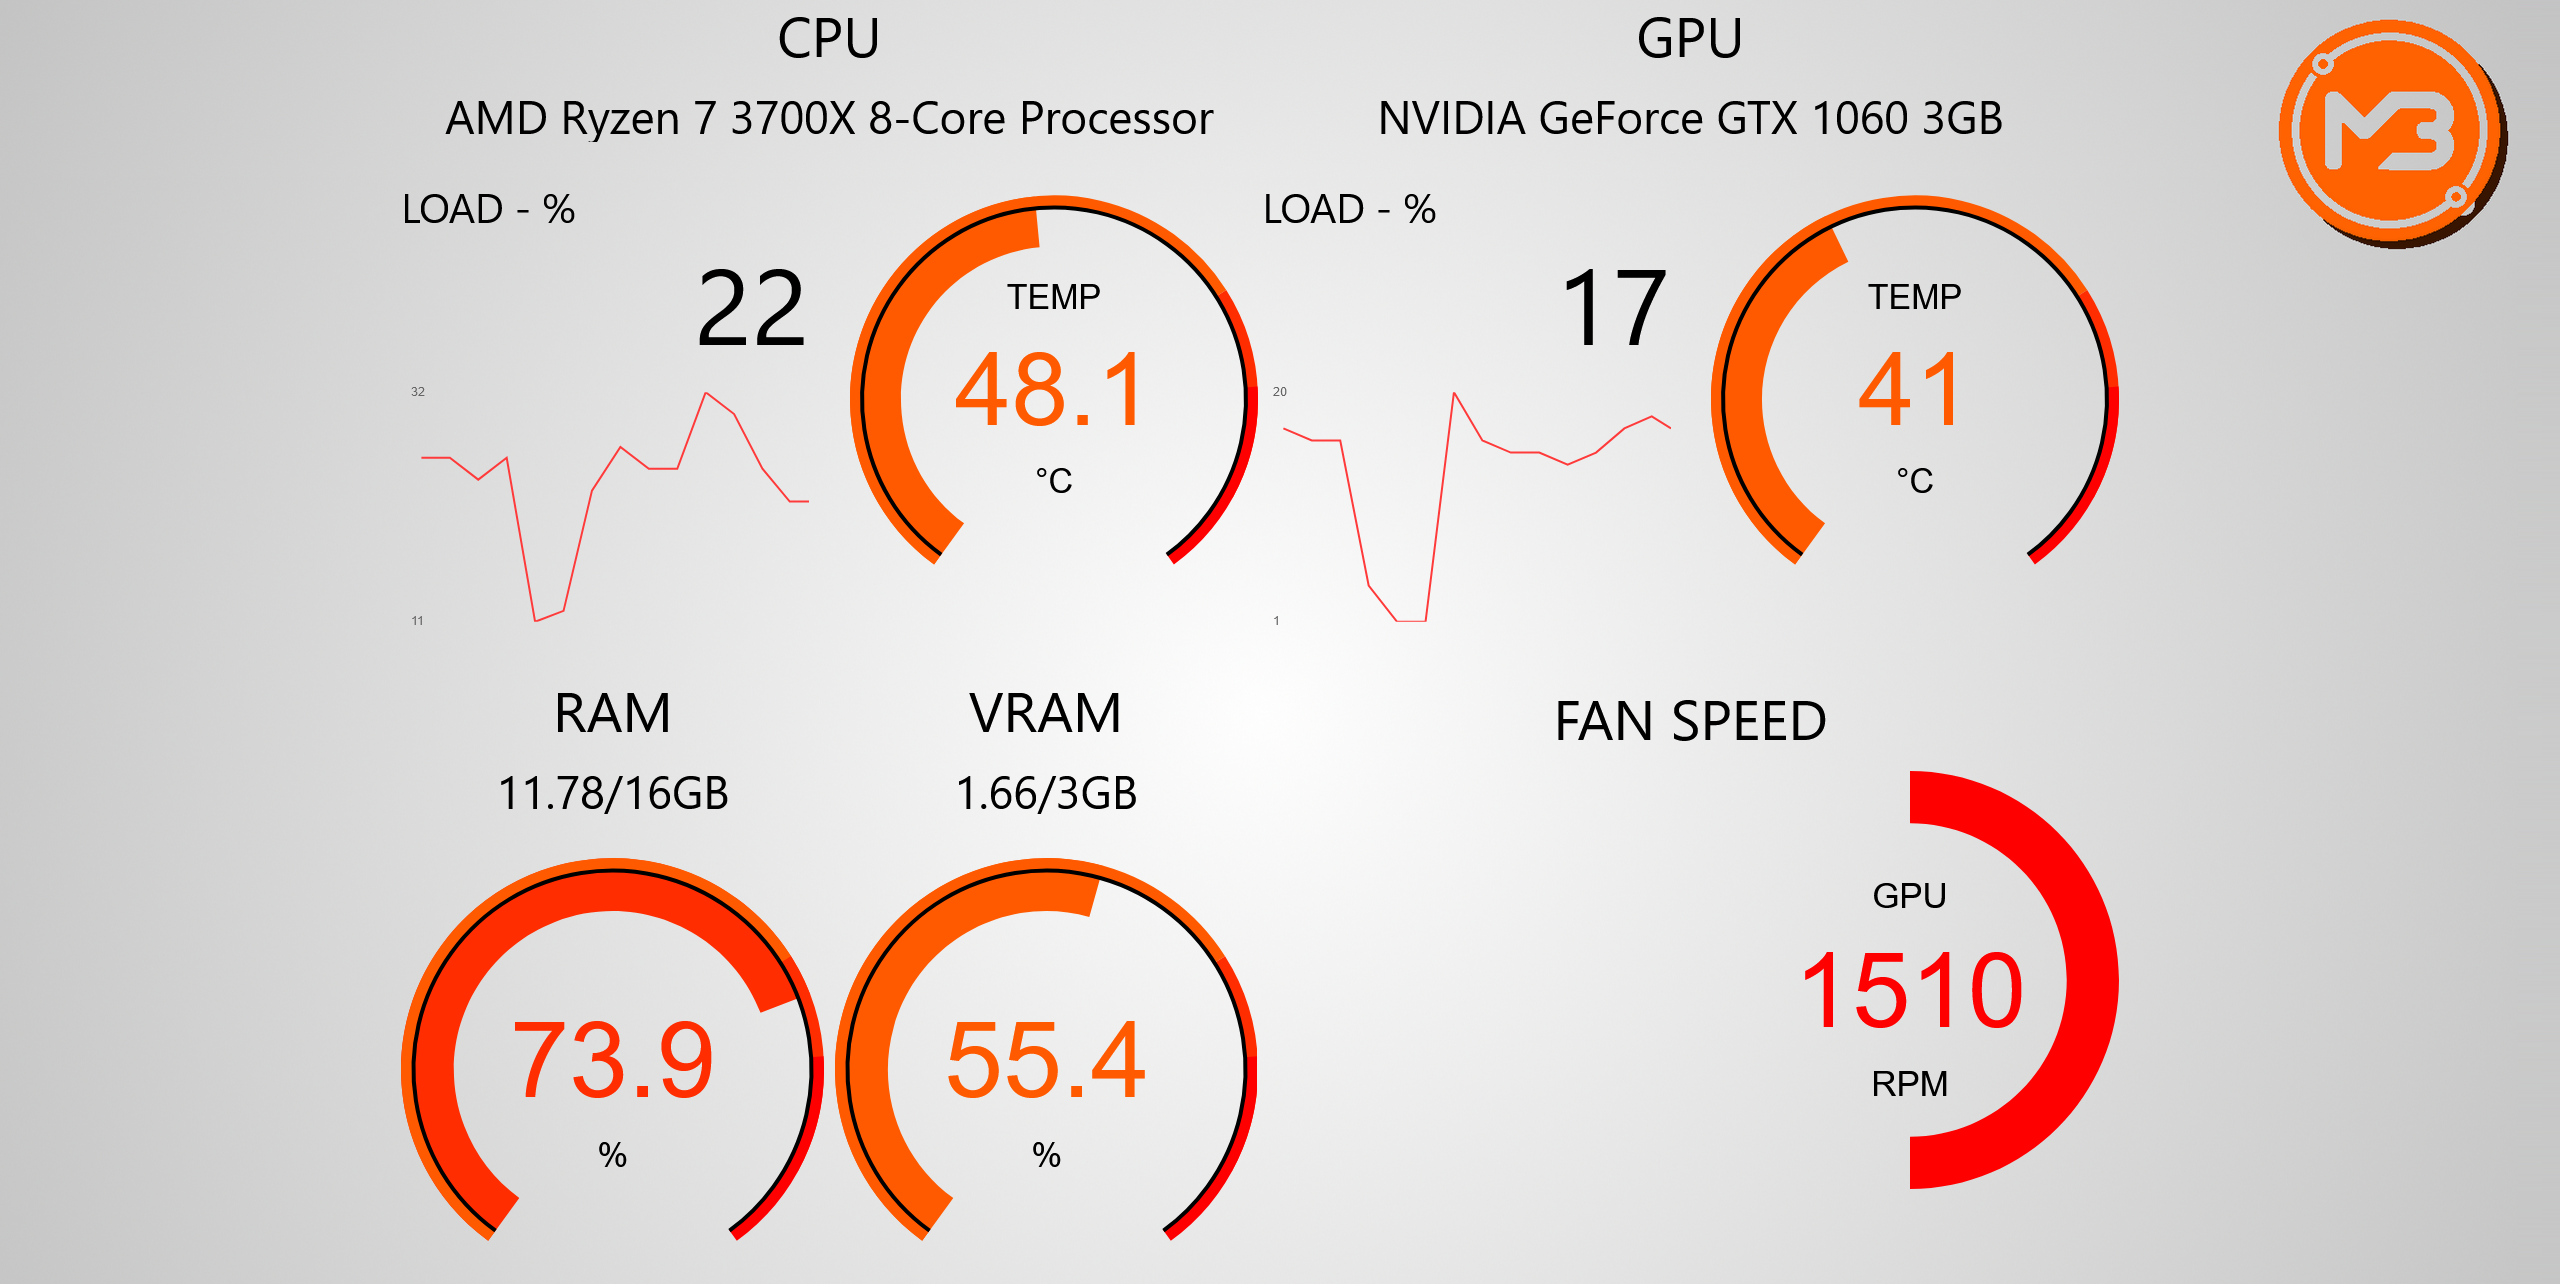 CPU
AMD Ryzen 7 3700X 8-Core Processor
LOAD - %
22
32
11
TEMP
48.1
°C
GPU
NVIDIA GeForce GTX 1060 3GB
LOAD - %
17
20
1
TEMP
41
°C
M3
RAM
11.78/16GB
73.9
%
VRAM
1.66/3GB
55.4
%
FAN SPEED
GPU
1510
RPM